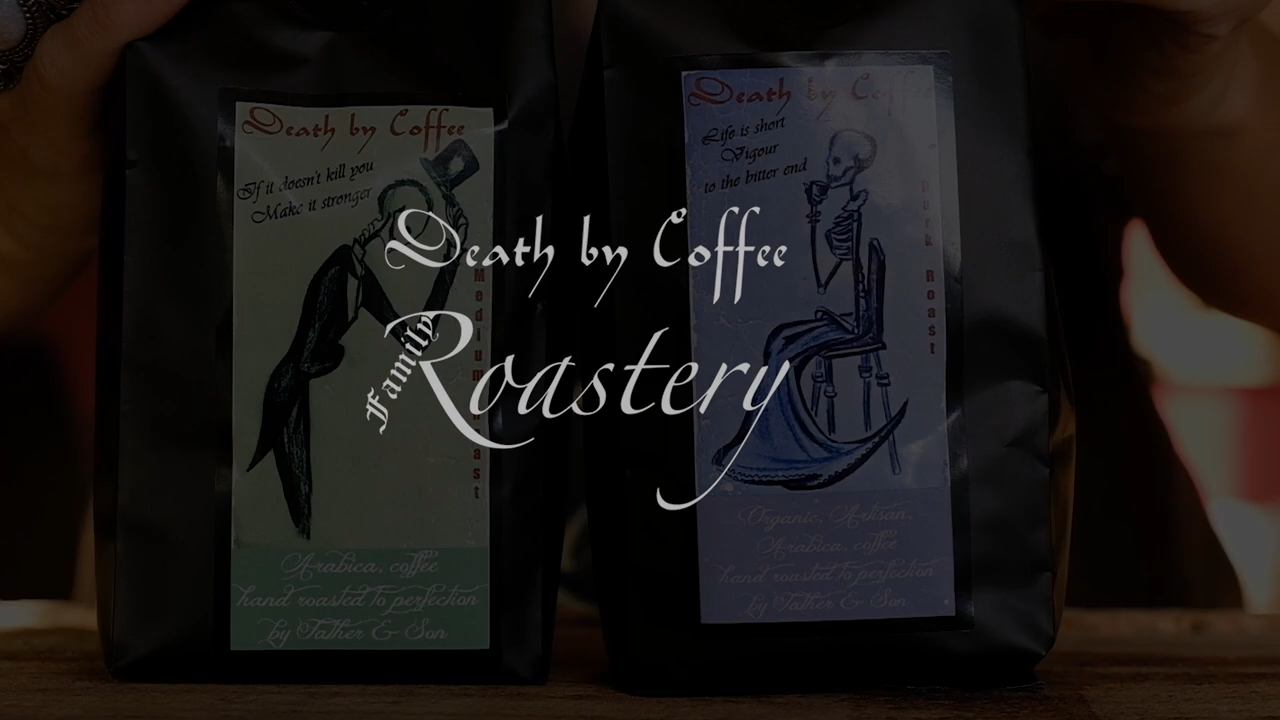 Death by Coffee
If it doesn't kill you
Make it stronger
Medium Roast
Arabica, coffee
hand roasted to perfection
by Father & Son
Death by Coffee
Family
Roastery
Death by Coffee
Life is short
Vigour
to the bitter end
Dark Roast
Organic, Artisan,
Arabica, coffee
hand roasted to perfection
by Father & Son